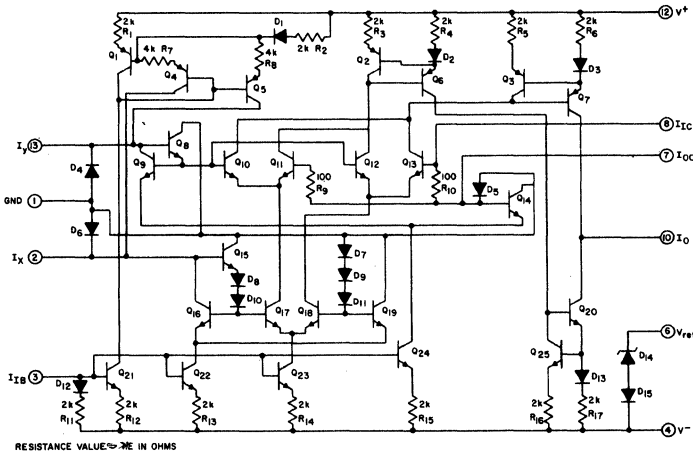 2k R1
D1
2k R2
2k R3
2k R4
2k R5
2k R6
12 V+
Q1
4k R7
Q4
4k R8
Q5
Q2
D2
Q6
Q3
D3
Q7
8
Iy 13
Q8
Q9
Q10
Q11
Q12
Q13
7
100 R9
100 R10
D5
Q14
D4
GND 1
D6
10 IO
IX 2
Q15
D8
D10
D7
D9
D11
Q16
Q17
Q18
Q19
Q20
6
Q24
Q25
D14
IIB 3
D12
Q21
Q22
Q23
D13
D15
2k R11
2k R12
2k R13
2k R14
2k R15
2k R16
2k R17
4 V-
RESISTANCE IN OHMS